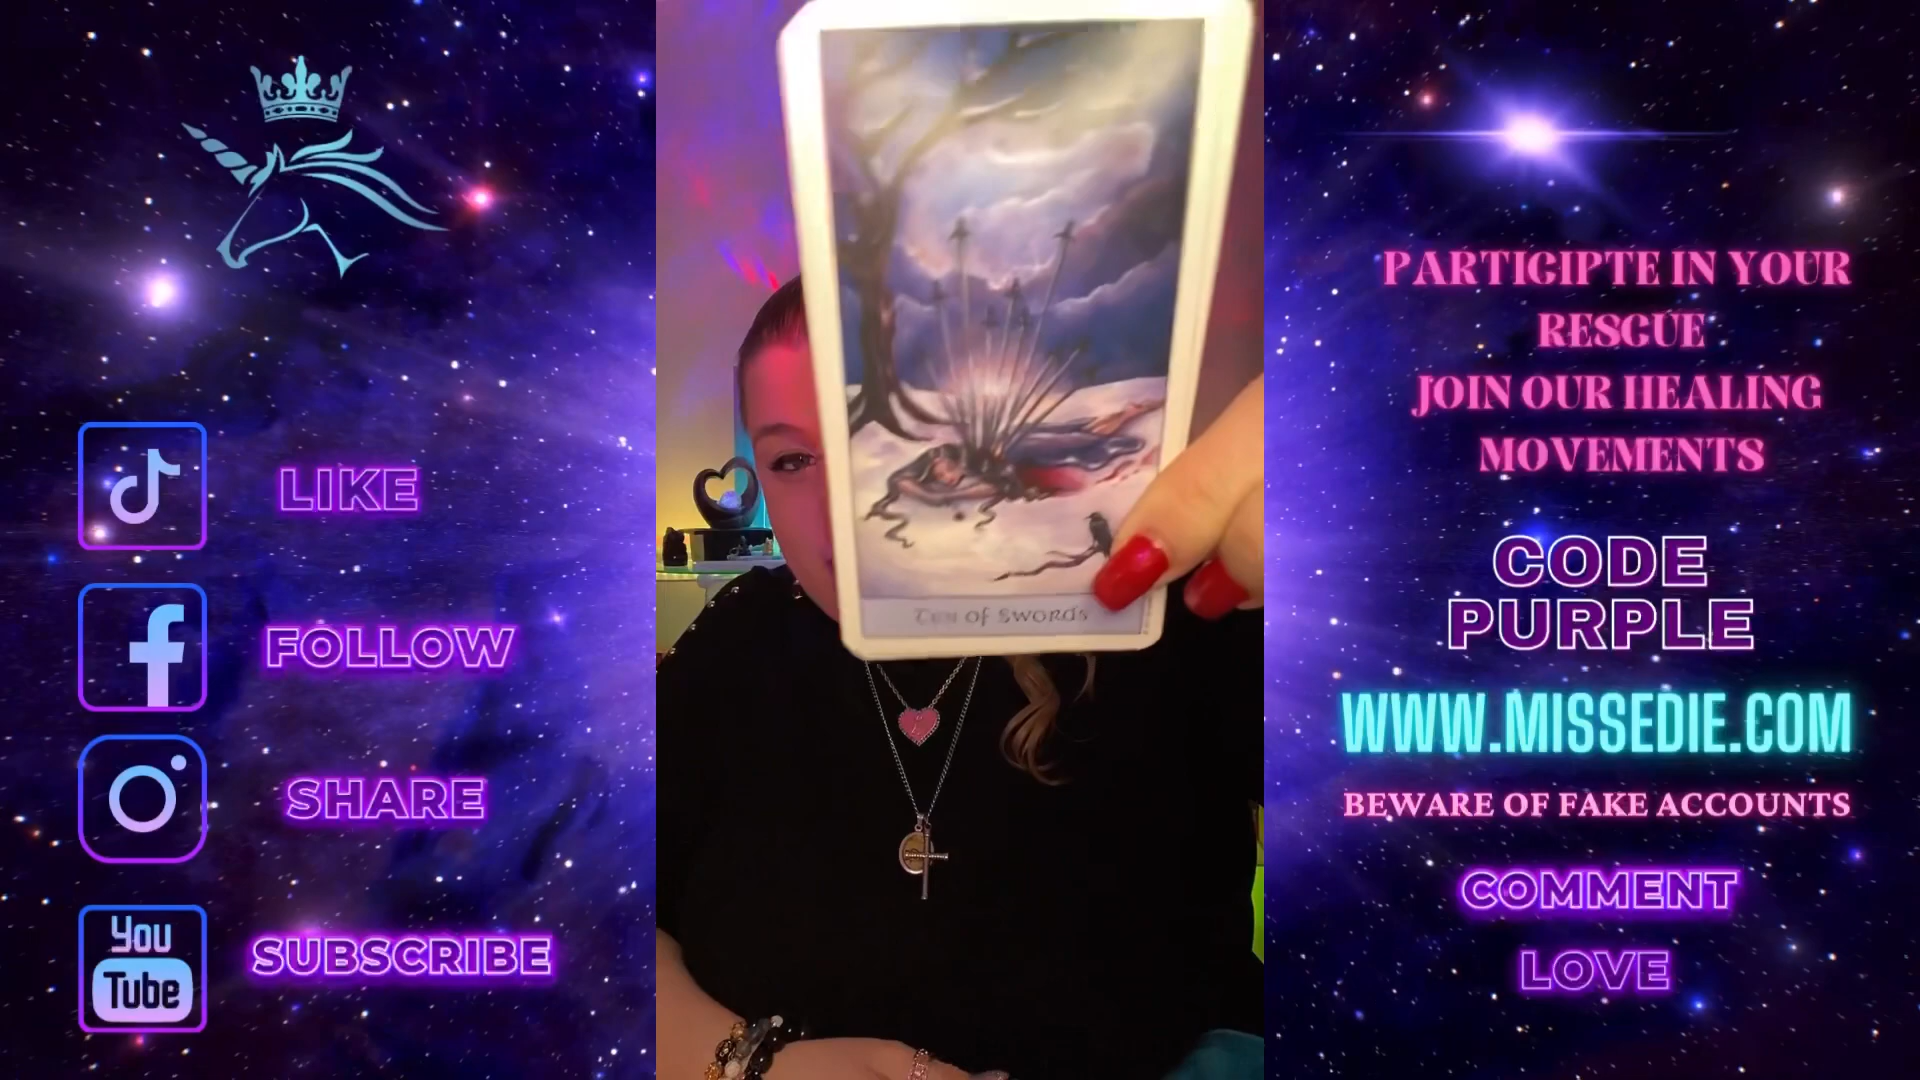 LIKE
FOLLOW
SHARE
You
Tube
SUBSCRIBE
Ten of Swords
PARTICIPTE IN YOUR
RESCUE
JOIN OUR HEALING
MOVEMENTS
CODE
PURPLE
WWW.MISSEDIE.COM
BEWARE OF FAKE ACCOUNTS
COMMENT
LOVE